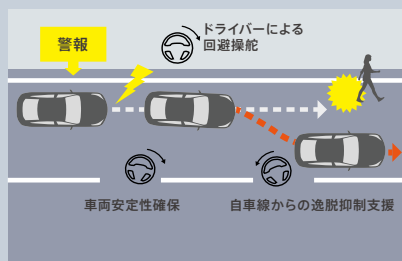 警報
ドライバーによる
回避操舵
車両安定性確保
自車線からの逸脱抑制支援